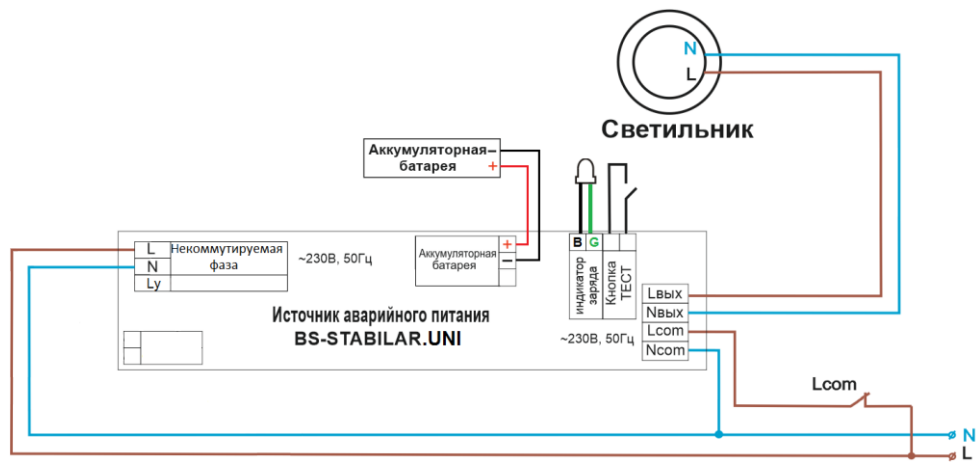 N
L
Светильник
Аккумуляторная–
батарея +
L
N
Ly
Некоммутируемая
фаза
~230В, 50Гц
Аккумуляторная
батарея
+
–
В
G
индикатор
заряда
Кнопка
ТЕСТ
Источник аварийного питания
BS-STABILAR.UNI
~230В, 50Гц
Lвых
Nвых
Lcom
Ncom
Lcom
N
L